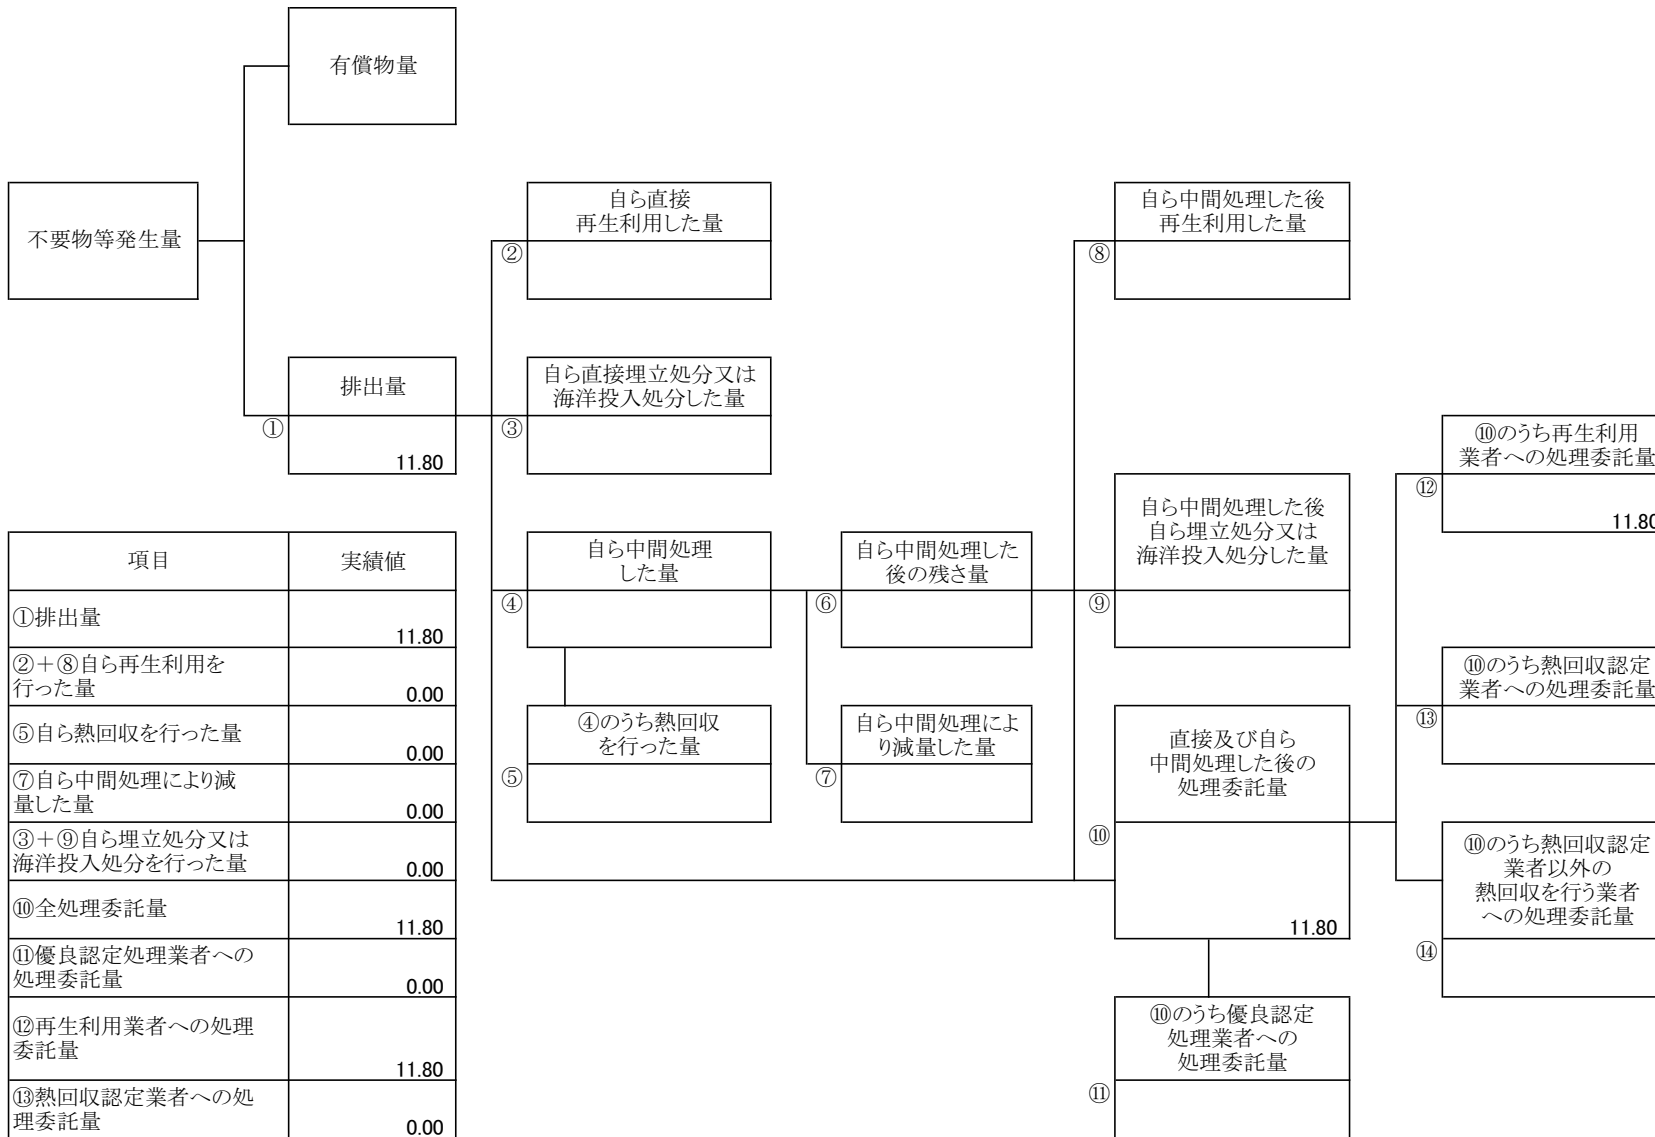 有償物量
不要物等発生量
自ら直接
再生利用した量
②
自ら中間処理した後
再生利用した量
⑧
排出量
①
11.80
自ら直接埋立処分又は
海洋投入処分した量
③
⑩のうち再生利用
業者への処理委託量
⑫
11.80
自ら中間処理した後
自ら埋立処分又は
海洋投入処分した量
⑨
自ら中間処理
した量
④
自ら中間処理した
後の残さ量
⑥
④のうち熱回収
を行った量
⑤
自ら中間処理によ
り減量した量
⑦
直接及び自ら
中間処理した後の
処理委託量
⑩
11.80
⑩のうち熱回収認定
業者への処理委託量
⑬
⑩のうち熱回収認定
業者以外の
熱回収を行う業者
への処理委託量
⑭
⑩のうち優良認定
処理業者への
処理委託量
⑪
項目
実績値
①排出量
11.80
②+⑧自ら再生利用を
行った量
0.00
⑤自ら熱回収を行った量
0.00
⑦自ら中間処理により減
量した量
0.00
③+⑨自ら埋立処分又は
海洋投入処分を行った量
0.00
⑩全処理委託量
11.80
⑪優良認定処理業者への
処理委託量
0.00
⑫再生利用業者への処理
委託量
11.80
⑬熱回収認定業者への処
理委託量
0.00